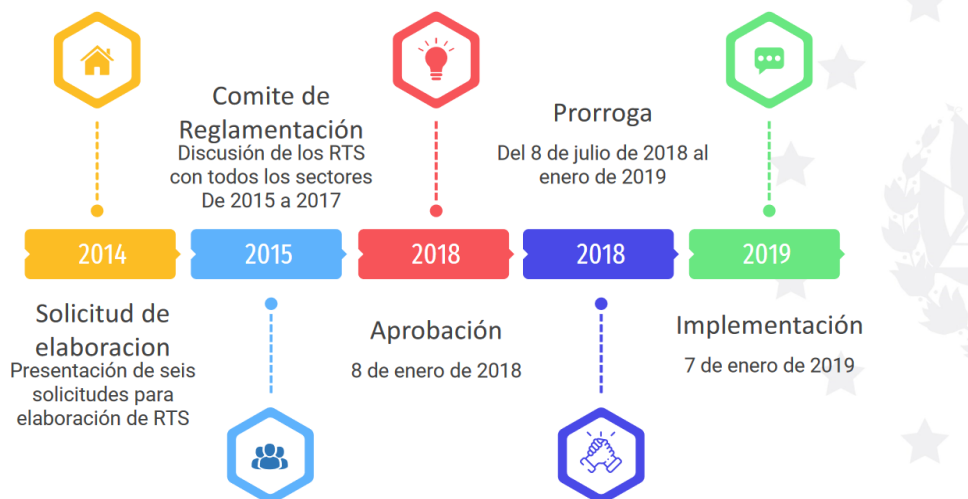 Comite de
Reglamentación
Discusión de los RTS
con todos los sectores
De 2015 a 2017
Prorroga
Del 8 de julio de 2018 al
enero de 2019
2014
2015
2018
2018
2019
Solicitud de
elaboracion
Presentación de seis
solicitudes para
elaboración de RTS
Aprobación
8 de enero de 2018
Implementación
7 de enero de 2019